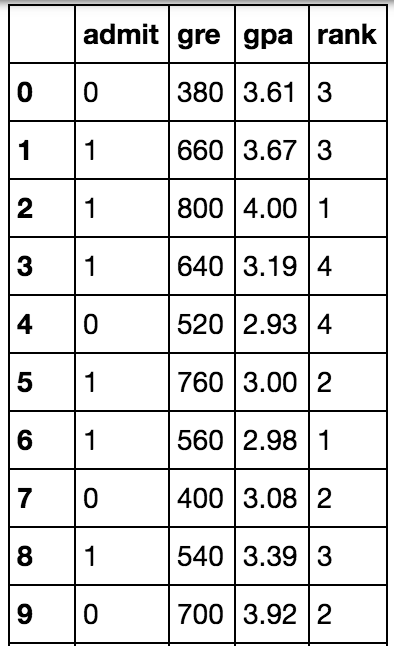 admit gre gpa rank
0 0 380 3.61 3
1 1 660 3.67 3
2 1 800 4.00 1
3 1 640 3.19 4
4 0 520 2.93 4
5 1 760 3.00 2
6 1 560 2.98 1
7 0 400 3.08 2
8 1 540 3.39 3
9 0 700 3.92 2